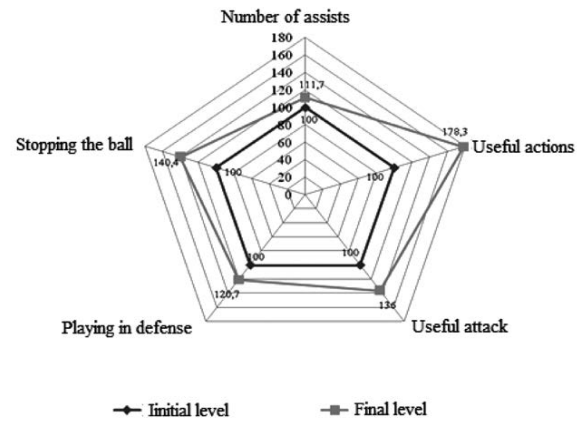 Number of assists
180
160
140
120
100
80
60
40
20
0
111,7
100
178,3
Useful actions
100
Stopping the ball
140,4
100
100
100
120,7
136
Playing in defense
Useful attack
Iinitial level
Final level